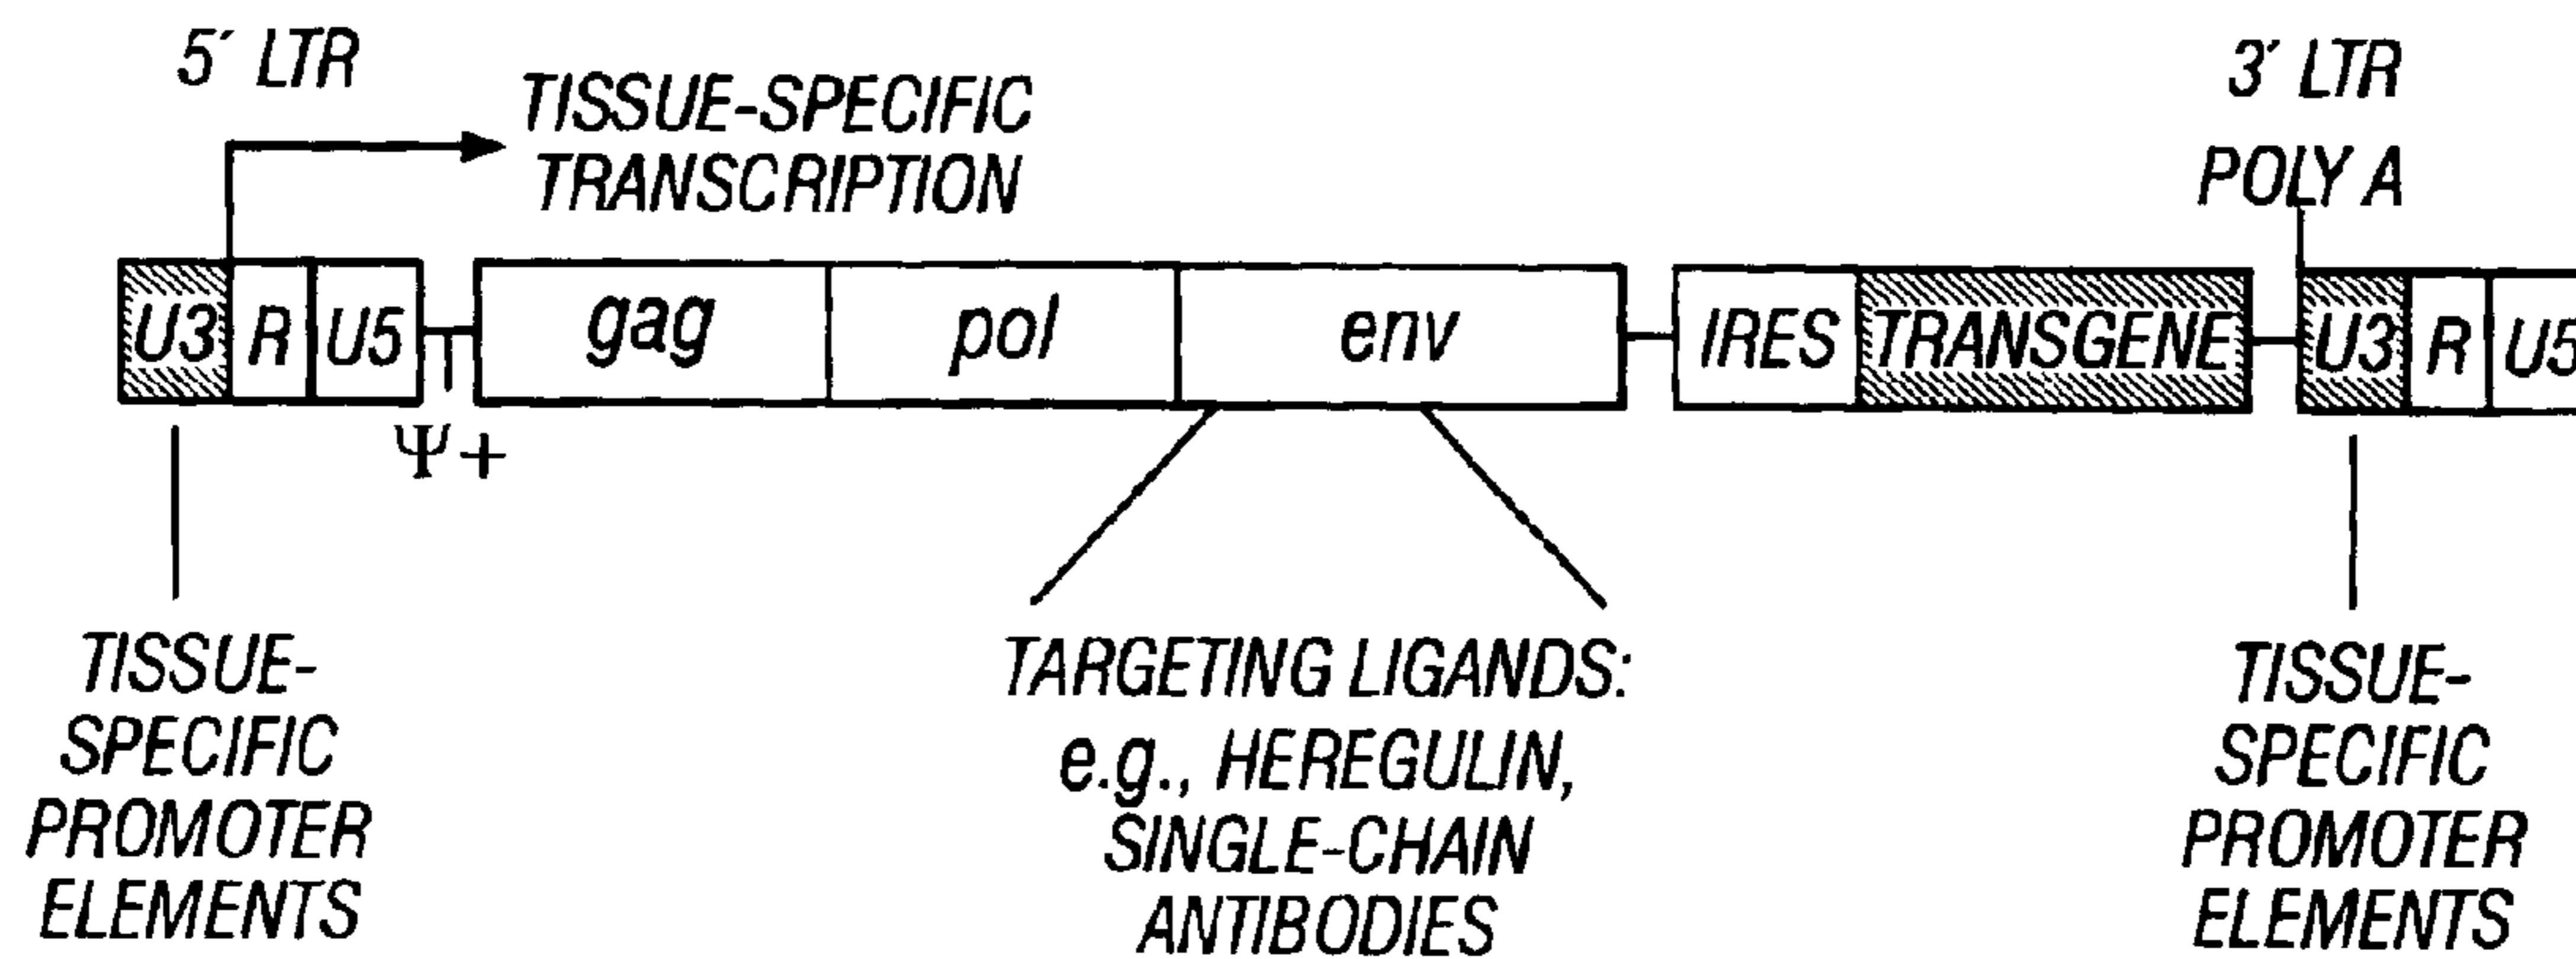 5´ LTR
TISSUE-SPECIFIC
TRANSCRIPTION
3´ LTR
POLY A
U3 R U5 gag pol env IRES TRANSGENE U3 R U5
Ψ+
TISSUE-
SPECIFIC
PROMOTER
ELEMENTS
TARGETING LIGANDS:
e.g., HEREGULIN,
SINGLE-CHAIN
ANTIBODIES
TISSUE-
SPECIFIC
PROMOTER
ELEMENTS